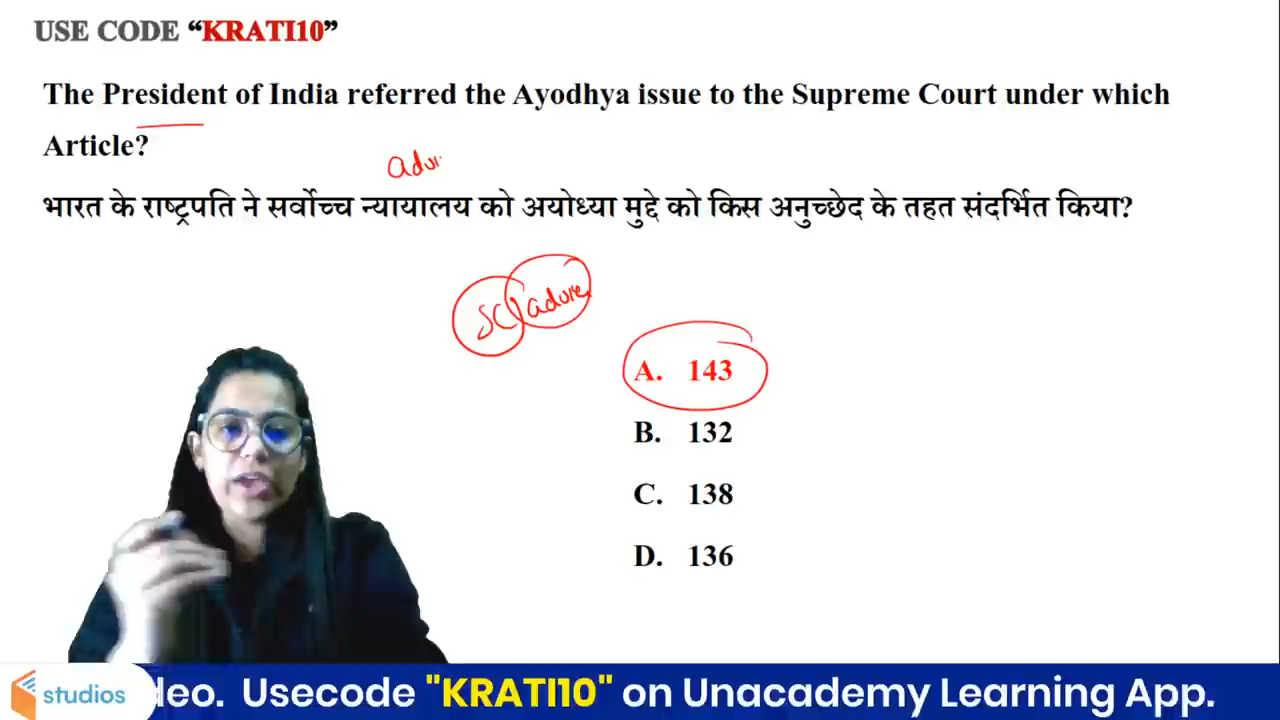 USE CODE “KRATI10”
The President of India referred the Ayodhya issue to the Supreme Court under which
Article?
भारत के राष्ट्रपति ने सर्वोच्च न्यायालय को अयोध्या मुद्दे को किस अनुच्छेद के तहत संदर्भित किया?
SC
A. 143
B. 132
C. 138
D. 136
studios
deo. Usecode "KRATI10" on Unacademy Learning App.